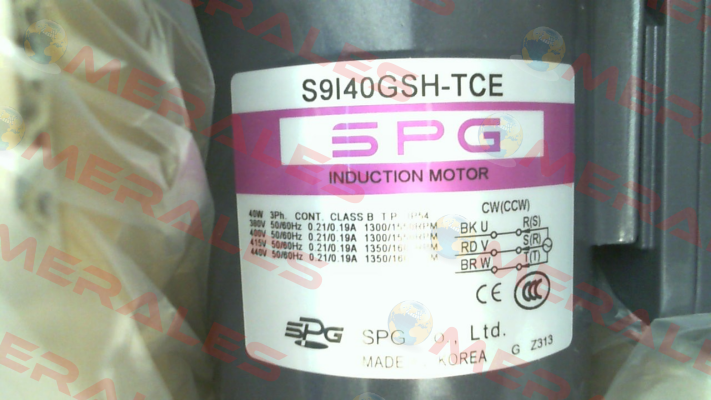 S9I40GSH-TCE
SPG
INDUCTION MOTOR
40W 3Ph. CONT. CLASS B
380V 50/60Hz 0.21/0.19A
400V 50/60Hz 0.21/0.19A
415V 50/60Hz 0.21/0.19A
440V 50/60Hz 0.21/0.19A
CW(CCW)
BK U R(S)
RD V S(R)
BR W T(T)
CE CCC
SPG SPG Ltd.
MADE KOREA G Z313
OMERALES